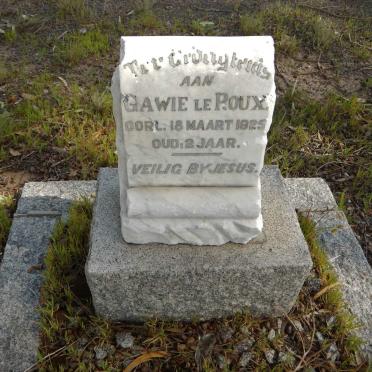 Ter Gedagtenis
AAN
GAWIE LE ROUX
OORL. 18 MAART 1925
OUD: 2 JAAR.
VEILIG BY JESUS.